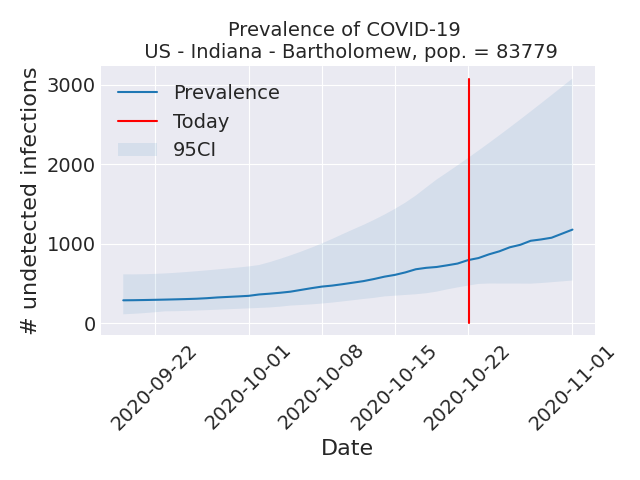 Prevalence of COVID-19
US - Indiana - Bartholomew, pop. = 83779
# undetected infections
3000
2000
1000
0
Prevalence
Today
95CI
2020-09-22
2020-10-01
2020-10-08
2020-10-15
2020-10-22
2020-11-01
Date